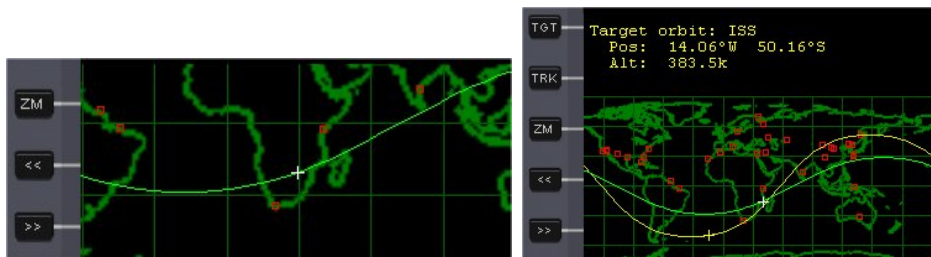 ZM
<<
>>
TGT
TRK
ZM
<<
>>
Target orbit: ISS
Pos: 14.06°W 50.16°S
Alt: 383.5k